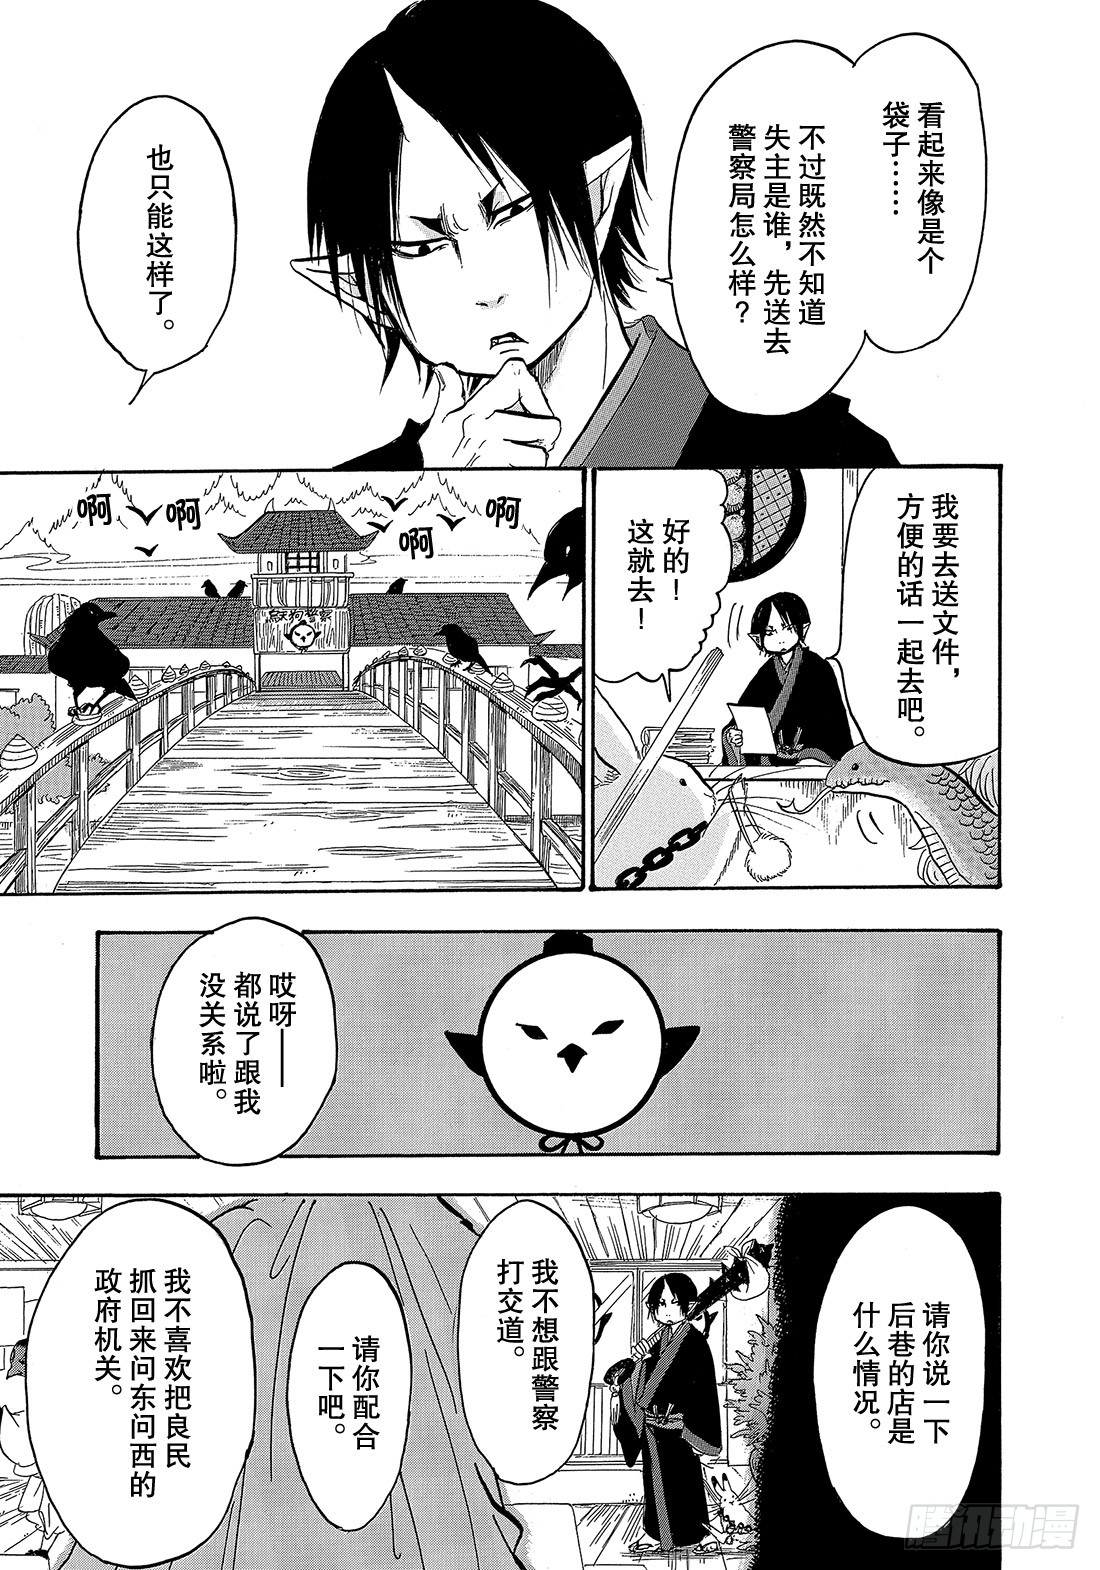 看起来像是个
袋子……
不过既然不知道
失主是谁，先送去
警察局怎么样？
也只能这样了。
我要去送文件，
方便的话一起去吧。
好的！
这就去！
啊
啊
啊
啊
烏天狗警察
哎呀——
都说了跟我
没关系啦。
请你说一下
后巷的店是
什么情况。
我不想跟警察
打交道。
请你配合
一下吧。
我不喜欢把良民
抓回来问东问西的
政府机关。
腾讯动漫